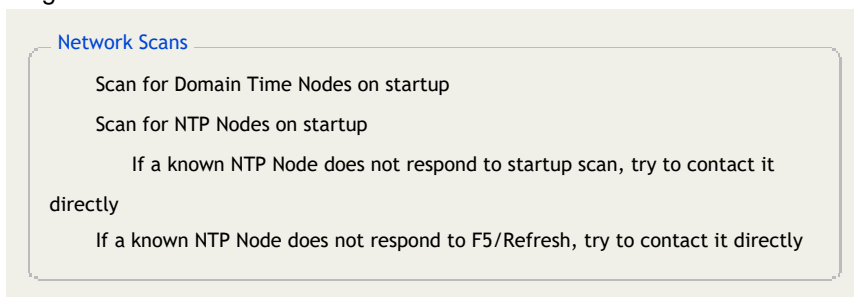 Network Scans
Scan for Domain Time Nodes on startup
Scan for NTP Nodes on startup
If a known NTP Node does not respond to startup scan, try to contact it
directly
If a known NTP Node does not respond to F5/Refresh, try to contact it directly